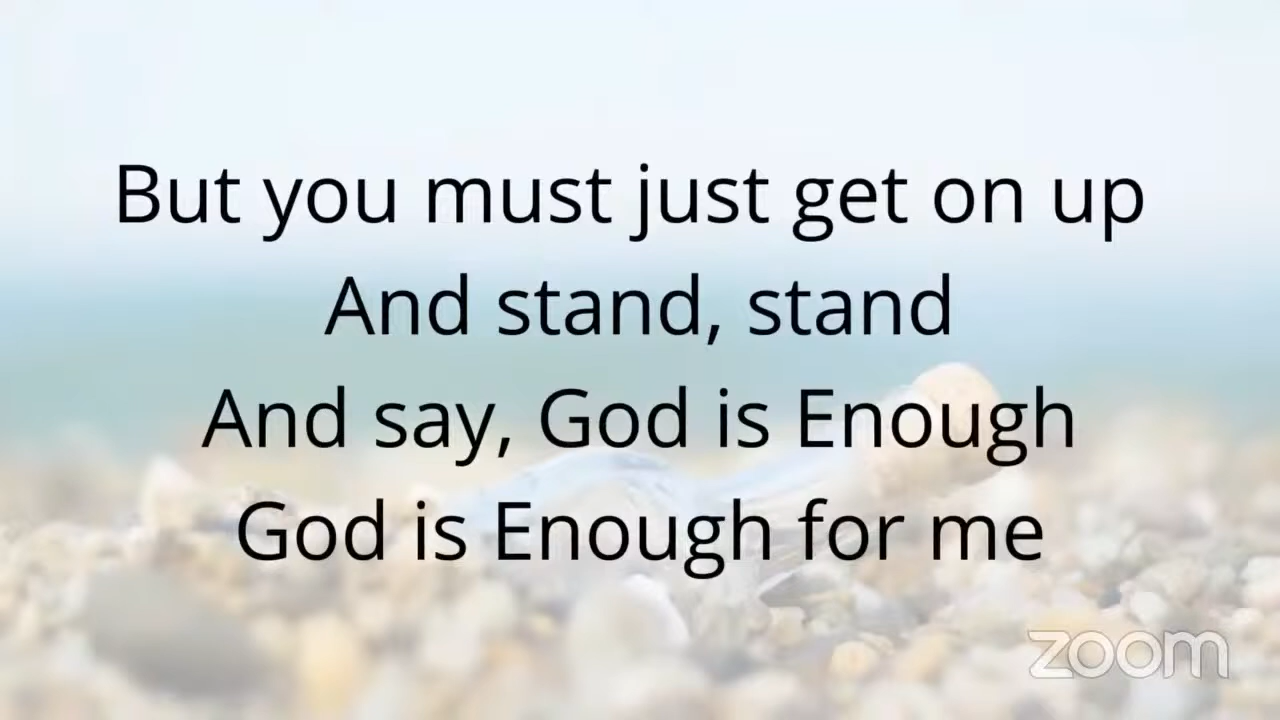 But you must just get on up
And stand, stand
And say, God is Enough
God is Enough for me
zoom